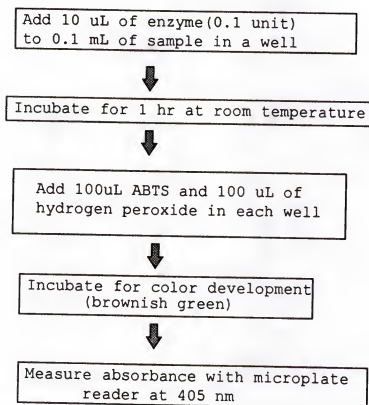 Add 10 uL of enzyme(0.1 unit)
to 0.1 mL of sample in a well
Incubate for 1 hr at room temperature
Add 100uL ABTS and 100 uL of
hydrogen peroxide in each well
Incubate for color development
(brownish green)
Measure absorbance with microplate
reader at 405 nm